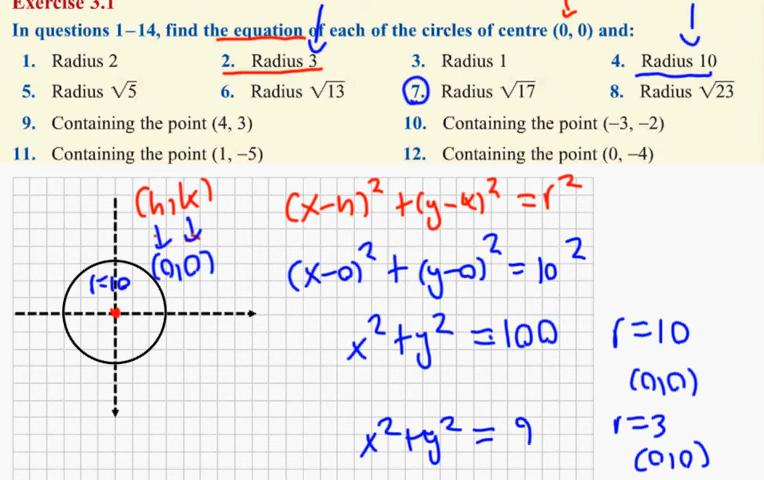 Exercise 3.1
In questions 1–14, find the equation of each of the circles of centre (0, 0) and:
1. Radius 2 2. Radius 3 3. Radius 1 4. Radius 10
5. Radius √5 6. Radius √13 7. Radius √17 8. Radius √23
9. Containing the point (4, 3) 10. Containing the point (−3, −2)
11. Containing the point (1, −5) 12. Containing the point (0, −4)
(h,k) (x-h)² + (y-k)² = r²
(0,0) (x-0)² + (y-0)² = 10²
r=10
x² + y² = 100 r=10
(0,0)
x² + y² = 9 r=3
(0,0)